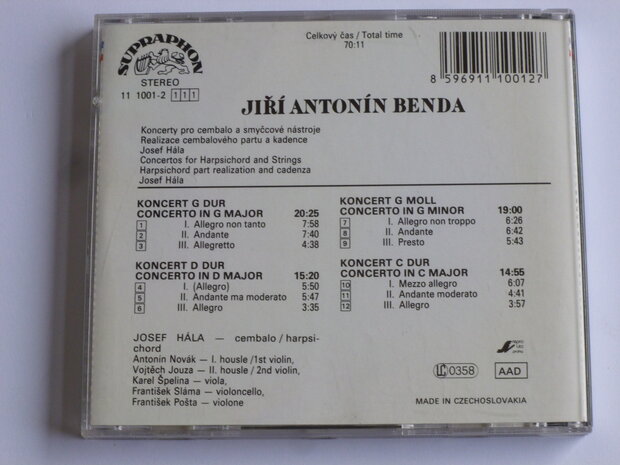 SUPRAPHON
STEREO
11 1001-2 111
Celkový čas / Total time
70:11
8 596911 100127
JIŘÍ ANTONÍN BENDA
Koncerty pro cembalo a smyčcové nástroje
Realizace cembalového partu a kadence
Josef Hála
Concertos for Harpsichord and Strings
Harpsichord part realization and cadenza
Josef Hála
KONCERT G DUR
CONCERTO IN G MAJOR 20:25
1 I. Allegro non tanto 7:58
2 II. Andante 7:40
3 III. Allegretto 4:38
KONCERT D DUR
CONCERTO IN D MAJOR 15:20
4 I. (Allegro) 5:50
5 II. Andante ma moderato 5:47
6 III. Allegro 3:35
KONCERT G MOLL
CONCERTO IN G MINOR 19:00
7 I. Allegro non troppo 6:26
8 II. Andante 6:42
9 III. Presto 5:43
KONCERT C DUR
CONCERTO IN C MAJOR 14:55
10 I. Mezzo allegro 6:07
11 II. Andante moderato 4:41
12 III. Allegro 3:57
JOSEF HÁLA — cembalo / harpsi-
chord
Antonín Novák — I. housle / 1st violin,
Vojtěch Jouza — II. housle / 2nd violin,
Karel Špelina — viola,
František Sláma — violoncello,
František Pošta — violone
LC 0358
AAD
MADE IN CZECHOSLOVAKIA